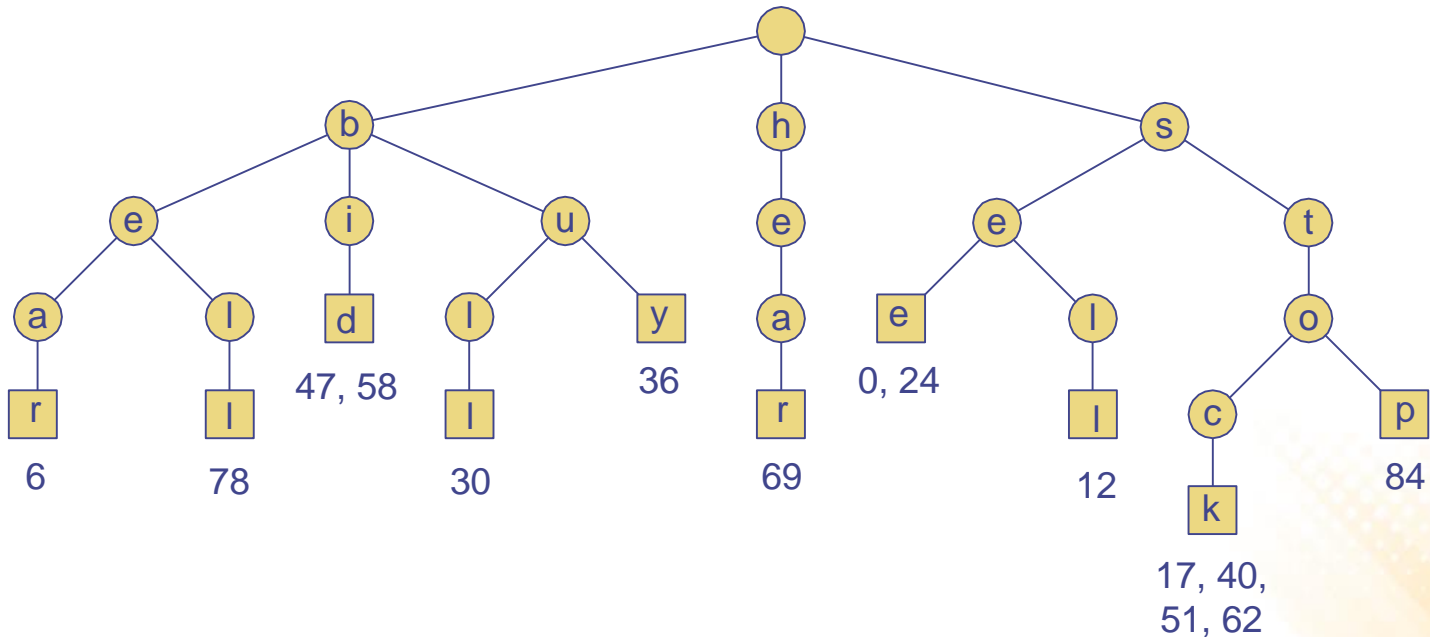 b h s
e i u e e t
a l d l y a e l o
47, 58 36 0, 24
r l l r l c p
6 78 30 69 12 84
k
17, 40,
51, 62